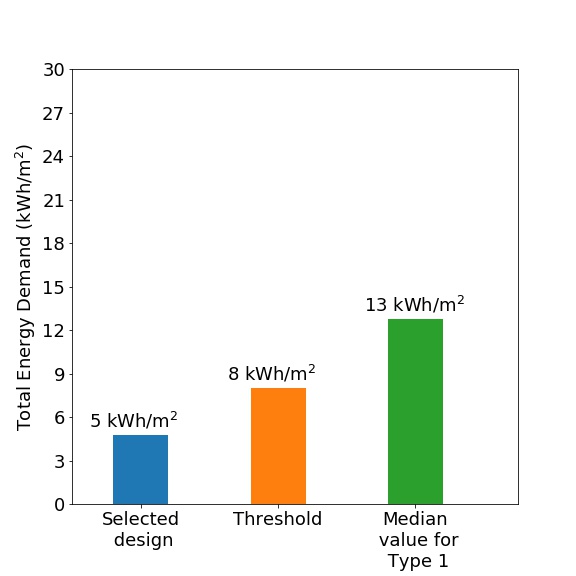 Total Energy Demand (kWh/m²)
30
27
24
21
18
15
12
9
6
3
0
5 kWh/m²
8 kWh/m²
13 kWh/m²
Selected
design
Threshold
Median
value for
Type 1